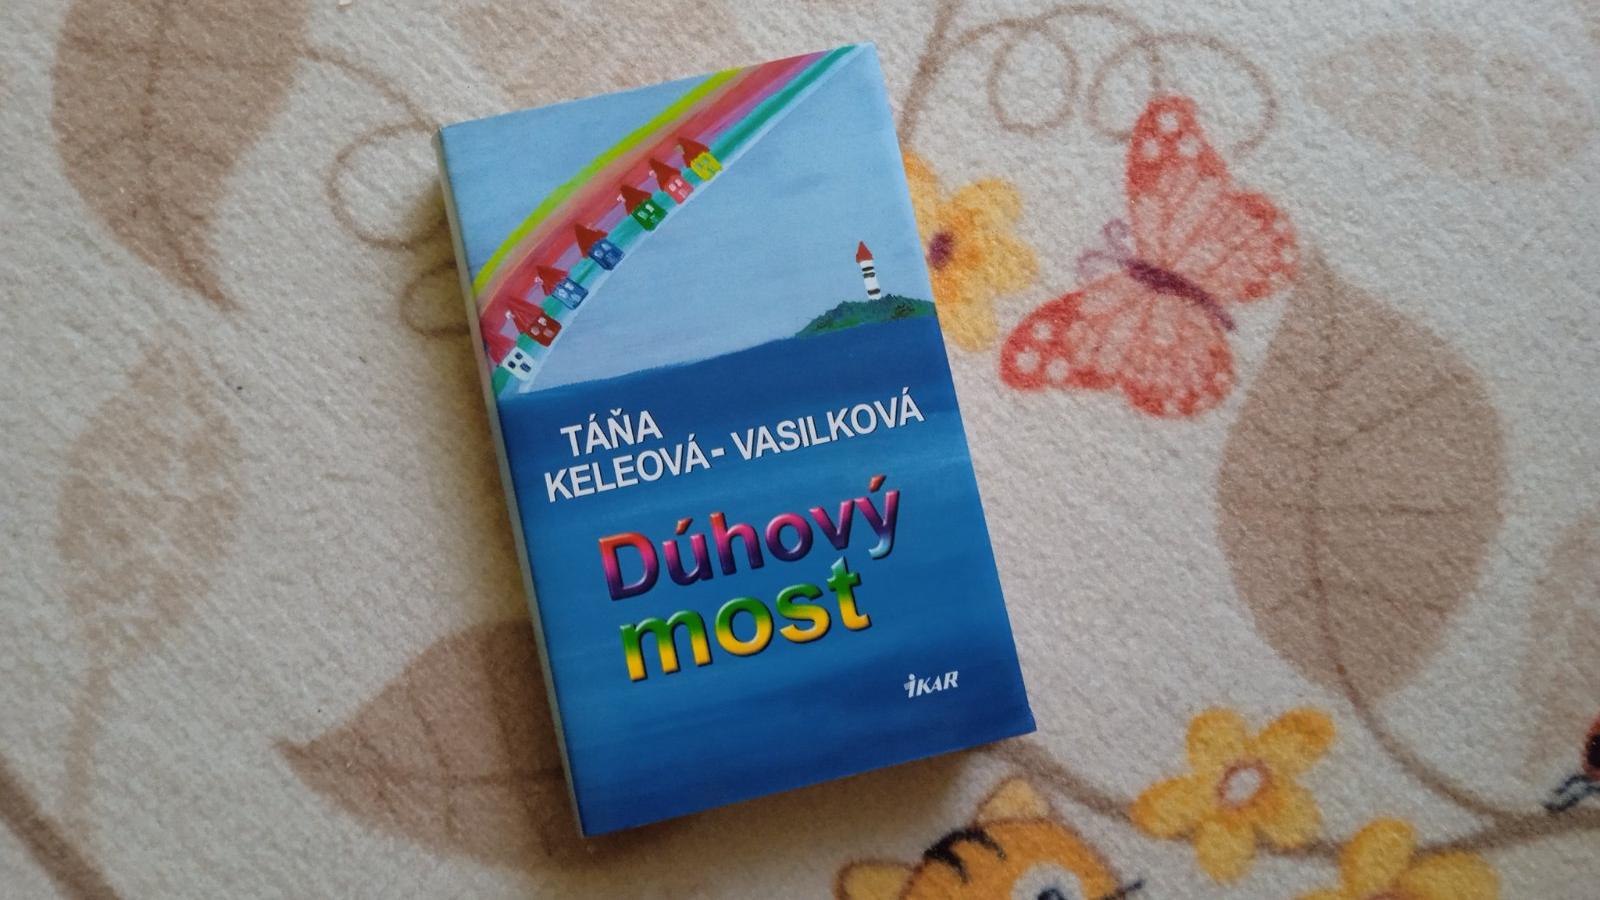 TÁŇA
KELEOVÁ-VASILKOVÁ
Dúhový
most
iKAR